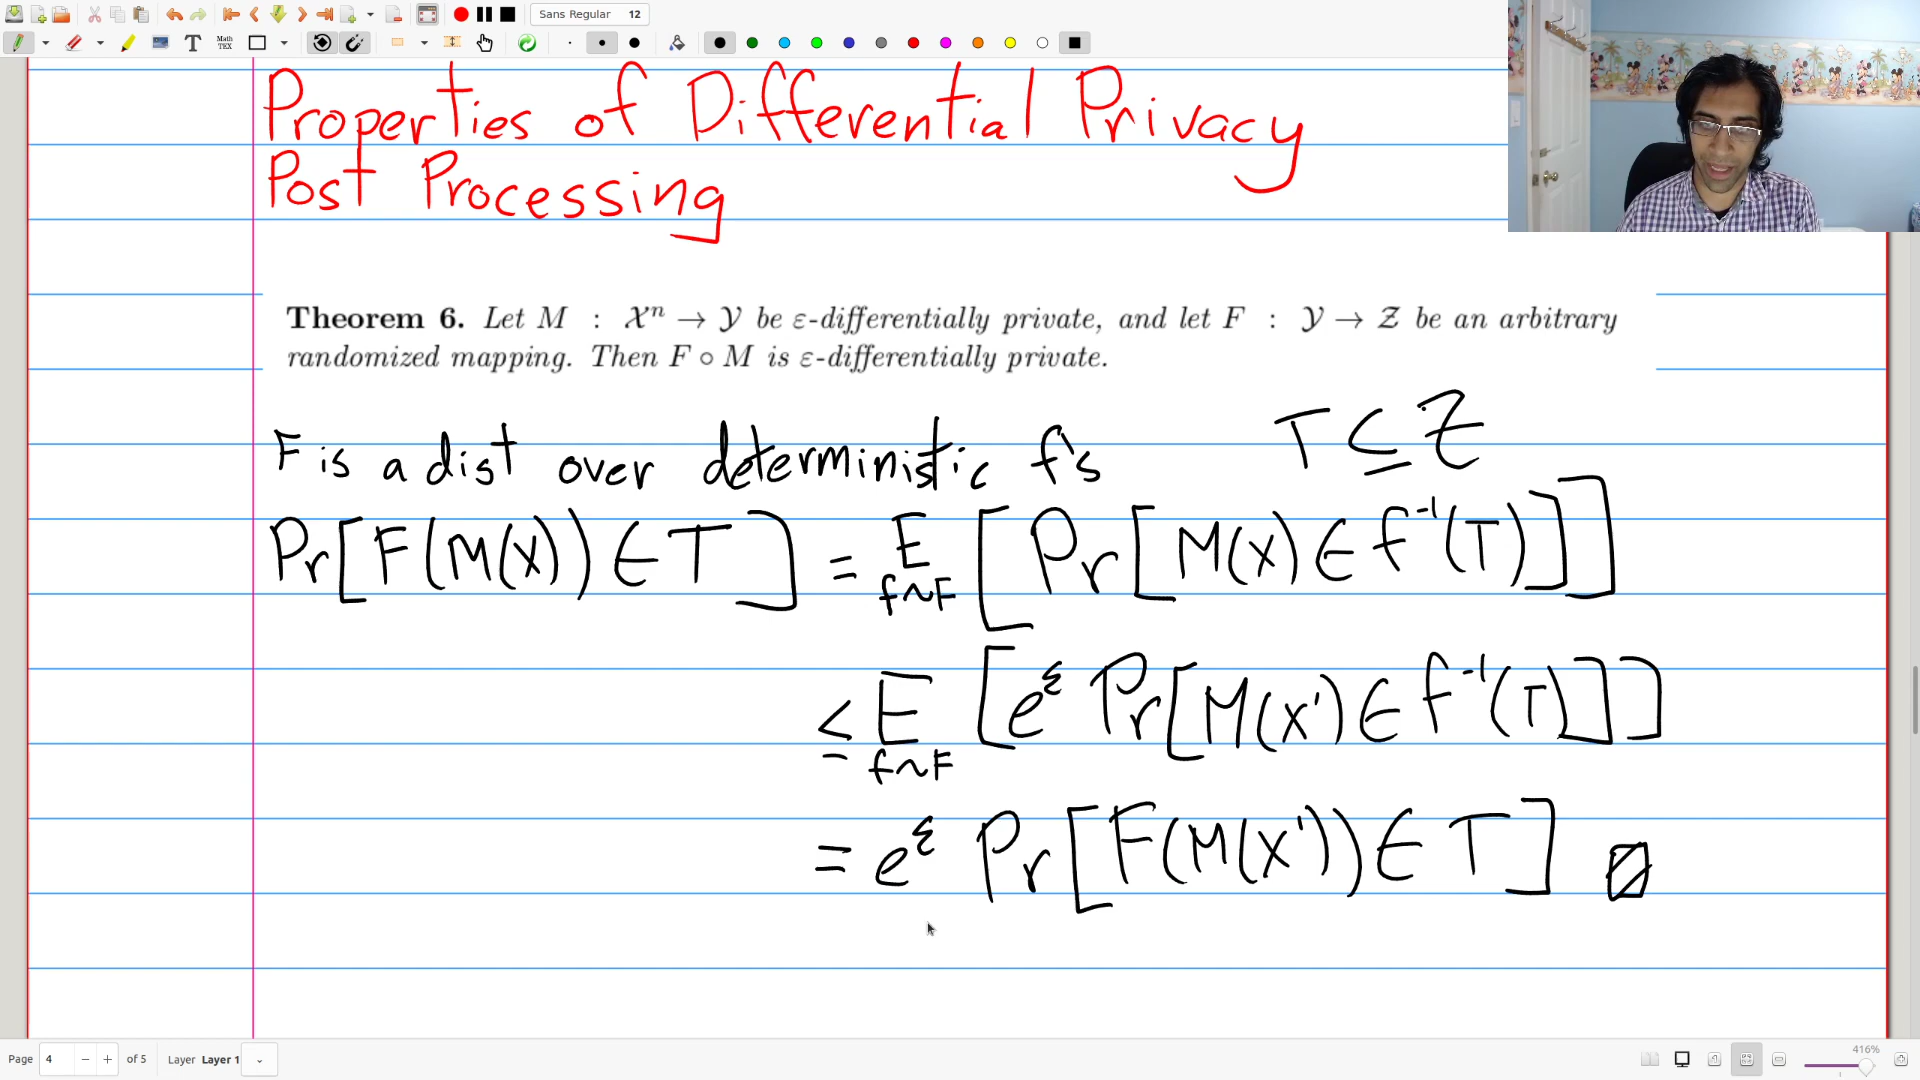 Sans Regular 12
Math TEX
Properties of Differential Privacy
Post Processing
Theorem 6. Let M : 𝒳ⁿ → 𝒴 be ε-differentially private, and let F : 𝒴 → 𝒵 be an arbitrary
randomized mapping. Then F ∘ M is ε-differentially private.
F is a dist over deterministic f's T ⊆ Z
Pr[F(M(X)) ∈ T] = E f~F [Pr[M(X) ∈ f⁻¹(T)]]
≤ E f~F [e^ε Pr[M(X') ∈ f⁻¹(T)]]
= e^ε Pr[F(M(X')) ∈ T] ▨
Page 4 − + of 5 Layer Layer 1 416%